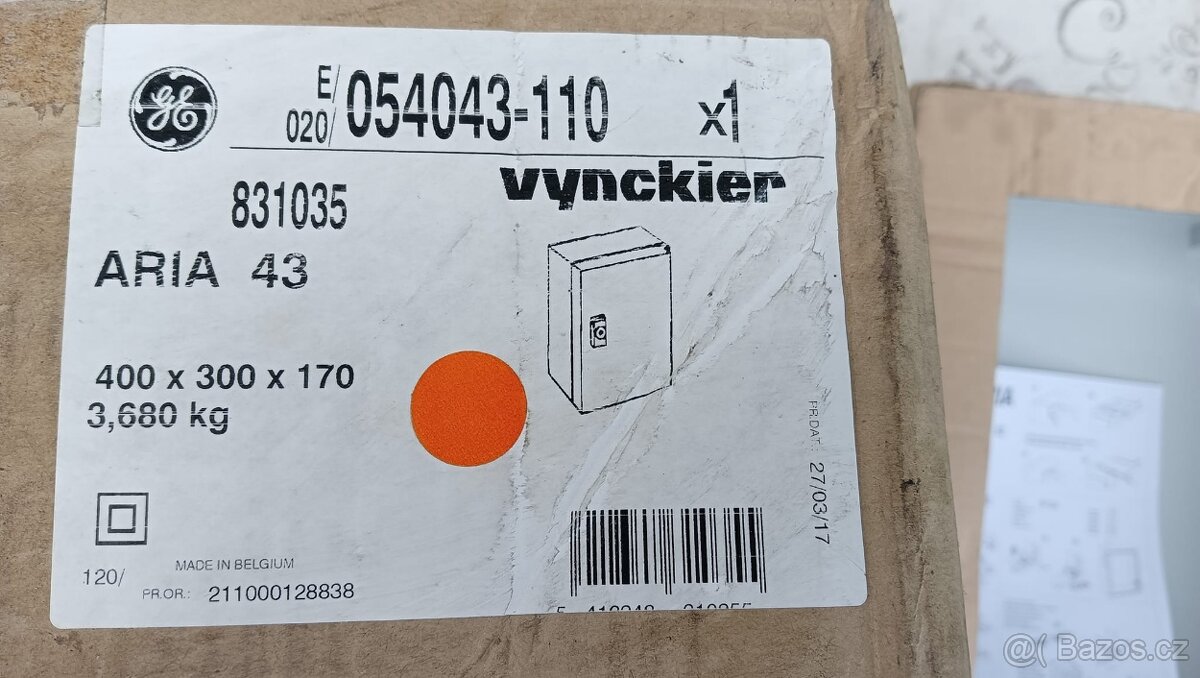 GE
E/
020/ 054043-110 x1
vynckier
831035
ARIA 43
400 x 300 x 170
3,680 kg
PR.DAT.: 27/03/17
MADE IN BELGIUM
120/
PR.OR.: 211000128838
@( Bazos.cz